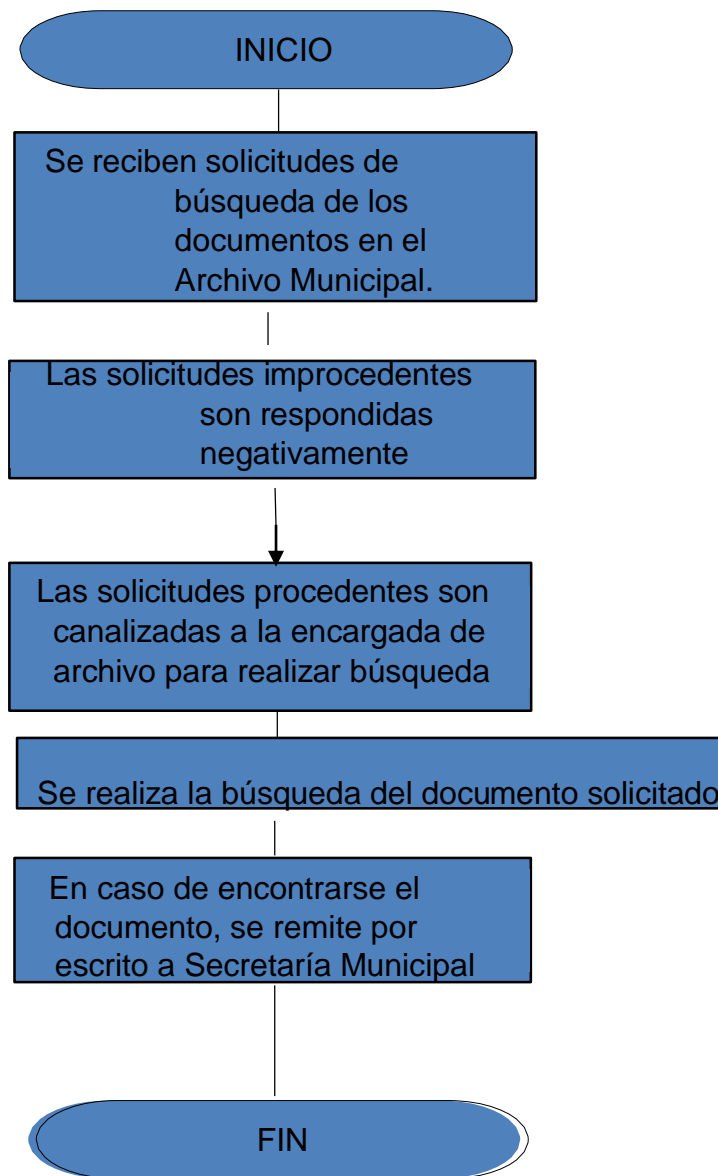 INICIO
Se reciben solicitudes de
búsqueda de los
documentos en el
Archivo Municipal.
Las solicitudes improcedentes
son respondidas
negativamente
Las solicitudes procedentes son
canalizadas a la encargada de
archivo para realizar búsqueda
Se realiza la búsqueda del documento solicitado
En caso de encontrarse el
documento, se remite por
escrito a Secretaría Municipal
FIN